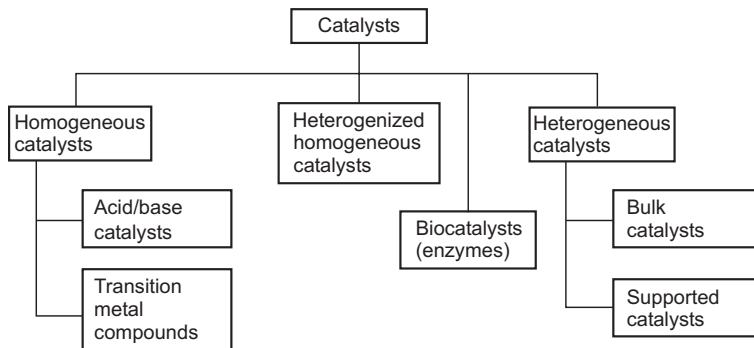 Catalysts
Homogeneous
catalysts
Heterogenized
homogeneous
catalysts
Heterogeneous
catalysts
Acid/base
catalysts
Biocatalysts
(enzymes)
Bulk
catalysts
Transition
metal
compounds
Supported
catalysts